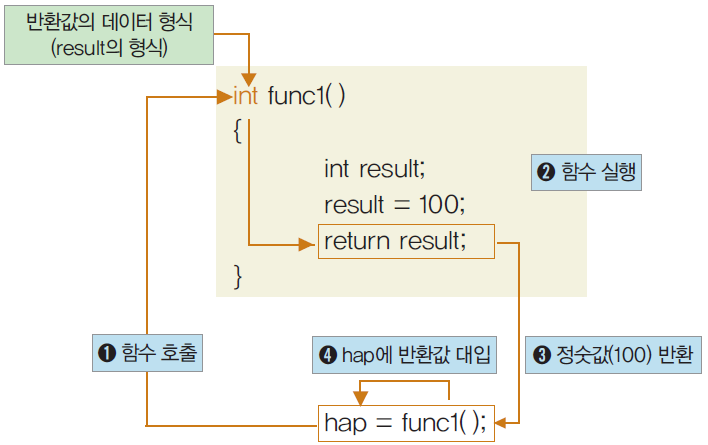 반환값의 데이터 형식
(result의 형식)
int func1( )
{
int result;
❷ 함수 실행
result = 100;
return result;
}
❶ 함수 호출
❹ hap에 반환값 대입
❸ 정숫값(100) 반환
hap = func1( );